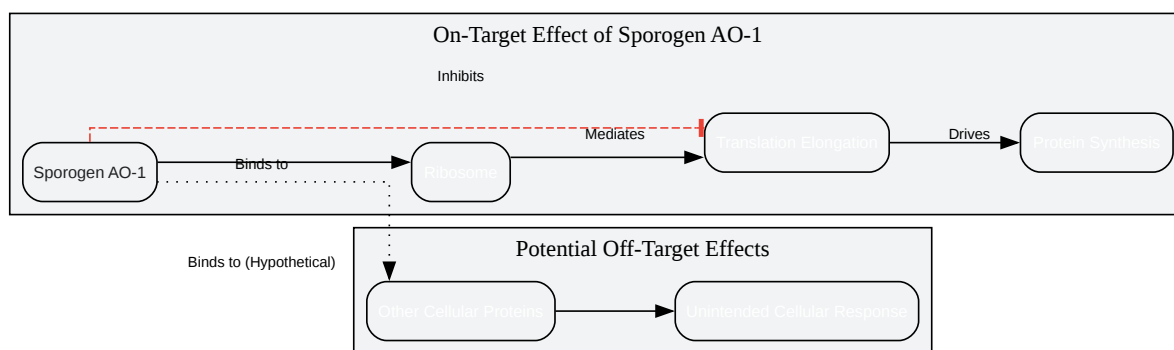 On-Target Effect of Sporogen AO-1
Inhibits
Sporogen AO-1
Binds to
Ribosome
Mediates
Translation Elongation
Drives
Protein Synthesis
Potential Off-Target Effects
Binds to (Hypothetical)
Other Cellular Proteins
Unintended Cellular Response